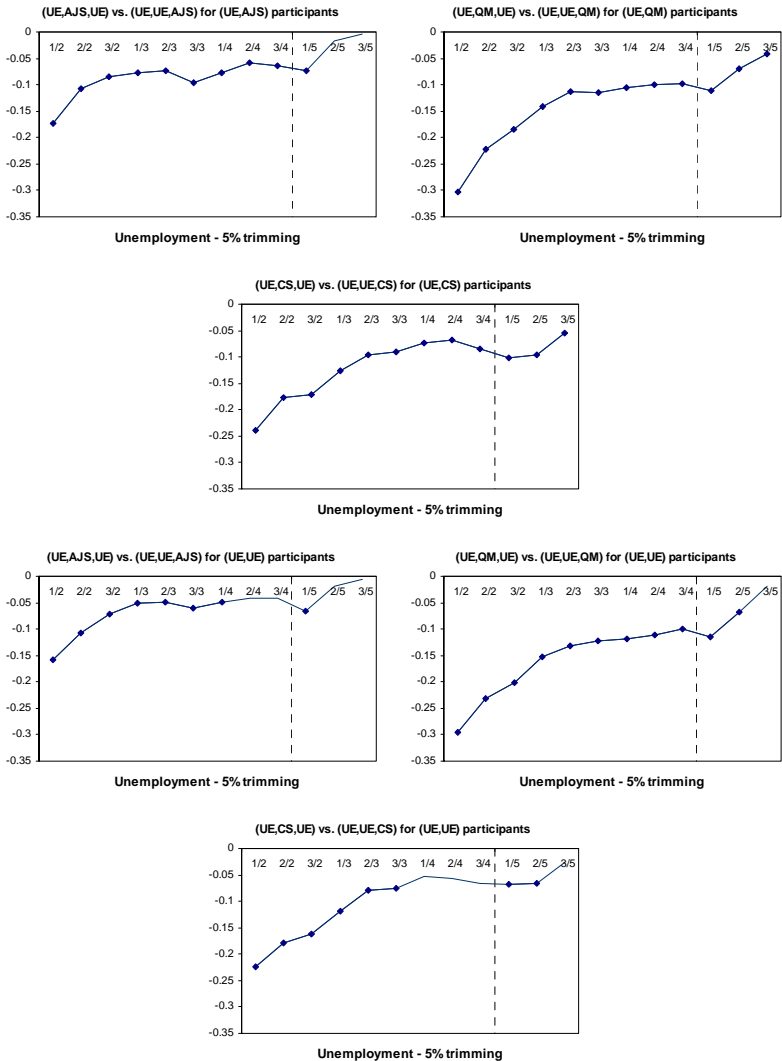 (UE,AJS,UE) vs. (UE,UE,AJS) for (UE,AJS) participants
0
1/2 2/2 3/2 1/3 2/3 3/3 1/4 2/4 3/4 1/5 2/5 3/5
-0.05
-0.1
-0.15
-0.2
-0.25
-0.3
-0.35
Unemployment - 5% trimming
(UE,QM,UE) vs. (UE,UE,QM) for (UE,QM) participants
0
1/2 2/2 3/2 1/3 2/3 3/3 1/4 2/4 3/4 1/5 2/5 3/5
-0.05
-0.1
-0.15
-0.2
-0.25
-0.3
-0.35
Unemployment - 5% trimming
(UE,CS,UE) vs. (UE,UE,CS) for (UE,CS) participants
0
1/2 2/2 3/2 1/3 2/3 3/3 1/4 2/4 3/4 1/5 2/5 3/5
-0.05
-0.1
-0.15
-0.2
-0.25
-0.3
-0.35
Unemployment - 5% trimming
(UE,AJS,UE) vs. (UE,UE,AJS) for (UE,UE) participants
0
1/2 2/2 3/2 1/3 2/3 3/3 1/4 2/4 3/4 1/5 2/5 3/5
-0.05
-0.1
-0.15
-0.2
-0.25
-0.3
-0.35
Unemployment - 5% trimming
(UE,QM,UE) vs. (UE,UE,QM) for (UE,UE) participants
0
1/2 2/2 3/2 1/3 2/3 3/3 1/4 2/4 3/4 1/5 2/5 3/5
-0.05
-0.1
-0.15
-0.2
-0.25
-0.3
-0.35
Unemployment - 5% trimming
(UE,CS,UE) vs. (UE,UE,CS) for (UE,UE) participants
0
1/2 2/2 3/2 1/3 2/3 3/3 1/4 2/4 3/4 1/5 2/5 3/5
-0.05
-0.1
-0.15
-0.2
-0.25
-0.3
-0.35
Unemployment - 5% trimming